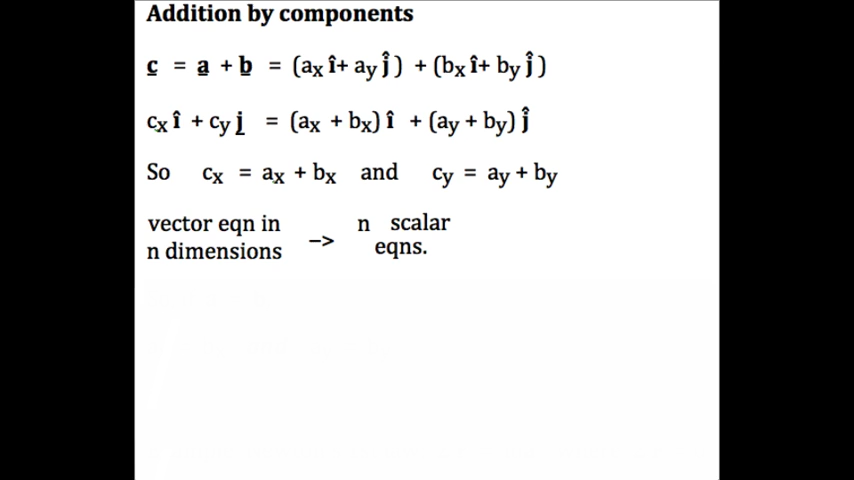 Addition by components
c = a + b = (ax î+ ay ĵ ) + (bx î+ by ĵ )
cx î + cy j = (ax + bx) î + (ay + by) ĵ
So cx = ax + bx and cy = ay + by
vector eqn in n scalar
n dimensions –> eqns.